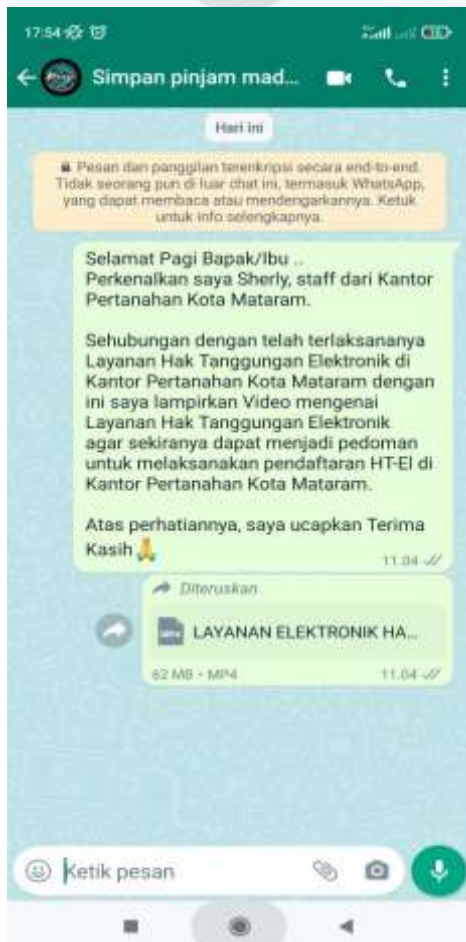 17:54
Simpan pinjam mad...
Hari ini
Pesan dan panggilan terenkripsi secara end-to-end.
Tidak seorang pun di luar chat ini, termasuk WhatsApp,
yang dapat membaca atau mendengarkannya. Ketuk
untuk info selengkapnya.
Selamat Pagi Bapak/Ibu ..
Perkenalkan saya Sherly, staff dari Kantor
Pertanahan Kota Mataram.
Sehubungan dengan telah terlaksananya
Layanan Hak Tanggungan Elektronik di
Kantor Pertanahan Kota Mataram dengan
ini saya lampirkan Video mengenai
Layanan Hak Tanggungan Elektronik
agar sekiranya dapat menjadi pedoman
untuk melaksanakan pendaftaran HT-El di
Kantor Pertanahan Kota Mataram.
Atas perhatiannya, saya ucapkan Terima
Kasih🙏
11.04
Diteruskan
LAYANAN ELEKTRONIK HA...
62 MB • MP4
11.04
Ketik pesan